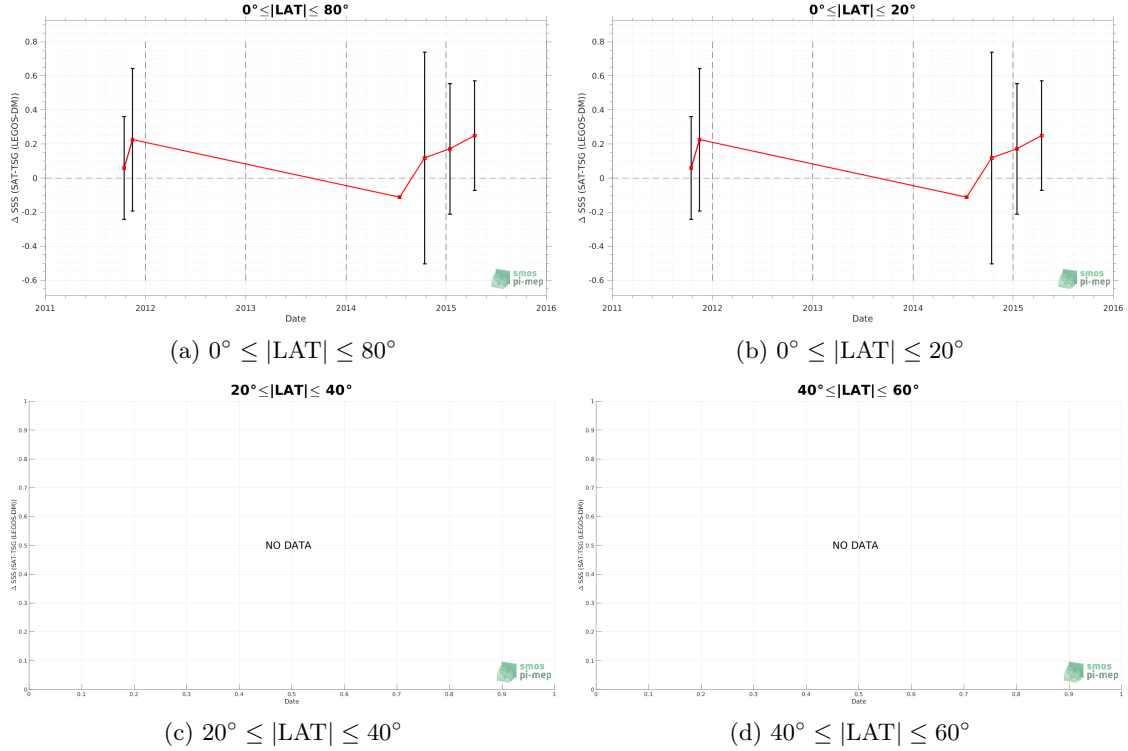 0°≤|LAT|≤ 80°
Δ SSS (SAT-TSG (LEGOS-DM))
0.8
0.6
0.4
0.2
0
-0.2
-0.4
-0.6
2011 2012 2013 2014 2015 2016
Date
smos
pi-mep
(a) 0° ≤ |LAT| ≤ 80°
0°≤|LAT|≤ 20°
Δ SSS (SAT-TSG (LEGOS-DM))
0.8
0.6
0.4
0.2
0
-0.2
-0.4
-0.6
2011 2012 2013 2014 2015 2016
Date
smos
pi-mep
(b) 0° ≤ |LAT| ≤ 20°
20°≤|LAT|≤ 40°
Δ SSS (SAT-TSG (LEGOS-DM))
1
0.9
0.8
0.7
0.6
0.5
0.4
0.3
0.2
0.1
0
NO DATA
0 0.1 0.2 0.3 0.4 0.5 0.6 0.7 0.8 0.9 1
Date
smos
pi-mep
(c) 20° ≤ |LAT| ≤ 40°
40°≤|LAT|≤ 60°
Δ SSS (SAT-TSG (LEGOS-DM))
1
0.9
0.8
0.7
0.6
0.5
0.4
0.3
0.2
0.1
0
NO DATA
0 0.1 0.2 0.3 0.4 0.5 0.6 0.7 0.8 0.9 1
Date
smos
pi-mep
(d) 40° ≤ |LAT| ≤ 60°